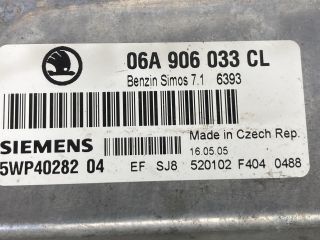 06A 906 033 CL
Benzin Simos 7.1 6393
SIEMENS
Made in Czech Rep.
16.05.05
5WP40282 04 EF SJ8 520102 F404 0488